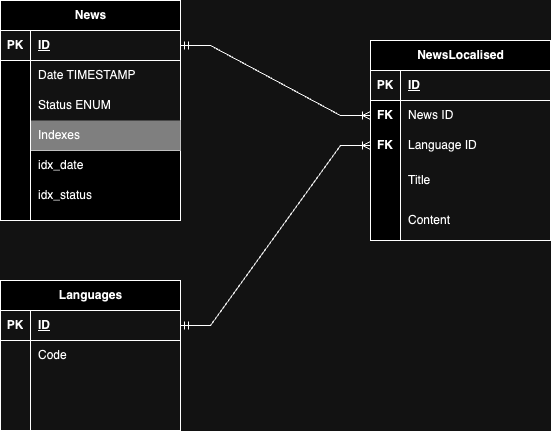 News
PK ID
Date TIMESTAMP
Status ENUM
Indexes
idx_date
idx_status
NewsLocalised
PK ID
FK News ID
FK Language ID
Title
Content
Languages
PK ID
Code